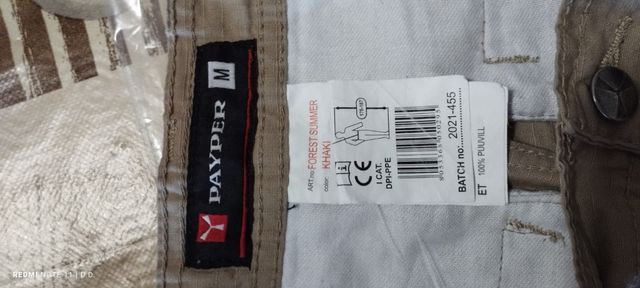 PAYPER
M
ART.no: FOREST SUMMER
color: KHAKI
CE
I CAT.
DPI-PPE
BATCH no:................. 2021-455
ET 100% PUUVILL
REDMI NOTE 11 | D.D.